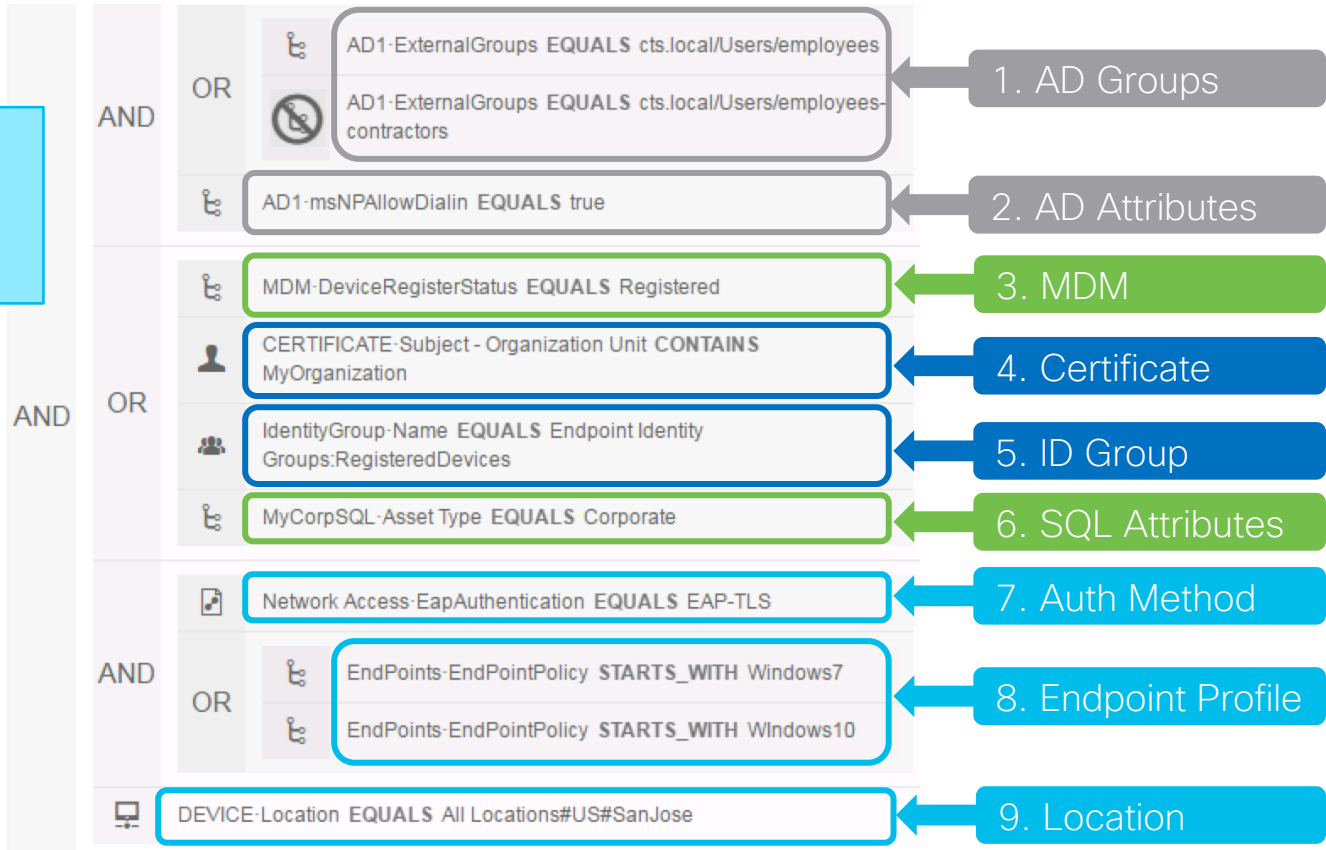 AND
AND
OR
AD1·ExternalGroups EQUALS cts.local/Users/employees
AD1·ExternalGroups EQUALS cts.local/Users/employees-
contractors
AD1·msNPAllowDialin EQUALS true
OR
MDM·DeviceRegisterStatus EQUALS Registered
CERTIFICATE·Subject - Organization Unit CONTAINS
MyOrganization
IdentityGroup·Name EQUALS Endpoint Identity
Groups:RegisteredDevices
MyCorpSQL·Asset Type EQUALS Corporate
AND
Network Access·EapAuthentication EQUALS EAP-TLS
OR
EndPoints·EndPointPolicy STARTS_WITH Windows7
EndPoints·EndPointPolicy STARTS_WITH WIndows10
DEVICE·Location EQUALS All Locations#US#SanJose
1. AD Groups
2. AD Attributes
3. MDM
4. Certificate
5. ID Group
6. SQL Attributes
7. Auth Method
8. Endpoint Profile
9. Location